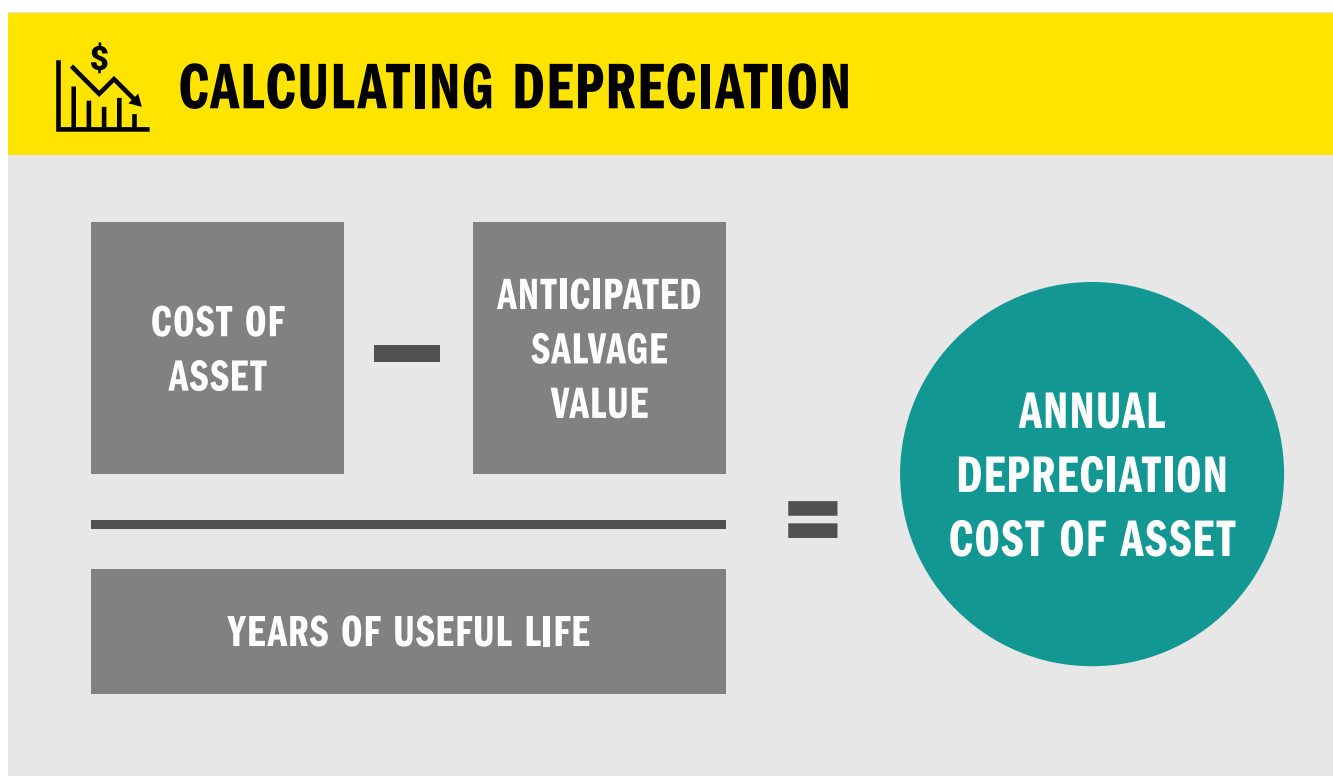 $
CALCULATING DEPRECIATION
COST OF
ASSET
ANTICIPATED
SALVAGE
VALUE
YEARS OF USEFUL LIFE
=
ANNUAL
DEPRECIATION
COST OF ASSET